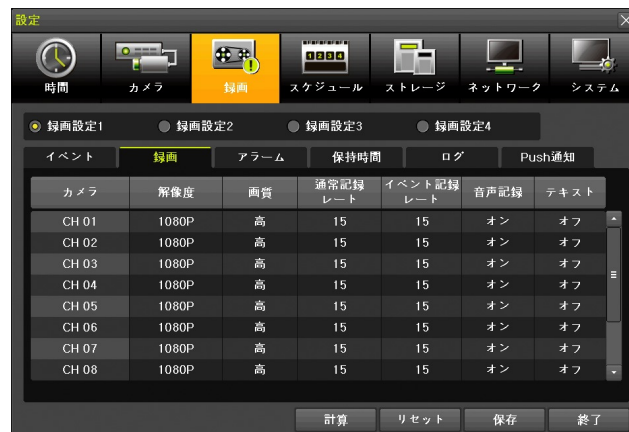 設定
1 2 3 4
時間 カメラ 録画 スケジュール ストレージ ネットワーク システム
録画設定1 録画設定2 録画設定3 録画設定4
イベント 録画 アラーム 保持時間 ログ Push通知
カメラ 解像度 画質 通常記録レート イベント記録レート 音声記録 テキスト
CH 01 1080P 高 15 15 オン オフ
CH 02 1080P 高 15 15 オン オフ
CH 03 1080P 高 15 15 オン オフ
CH 04 1080P 高 15 15 オン オフ
CH 05 1080P 高 15 15 オン オフ
CH 06 1080P 高 15 15 オン オフ
CH 07 1080P 高 15 15 オン オフ
CH 08 1080P 高 15 15 オン オフ
計算 リセット 保存 終了